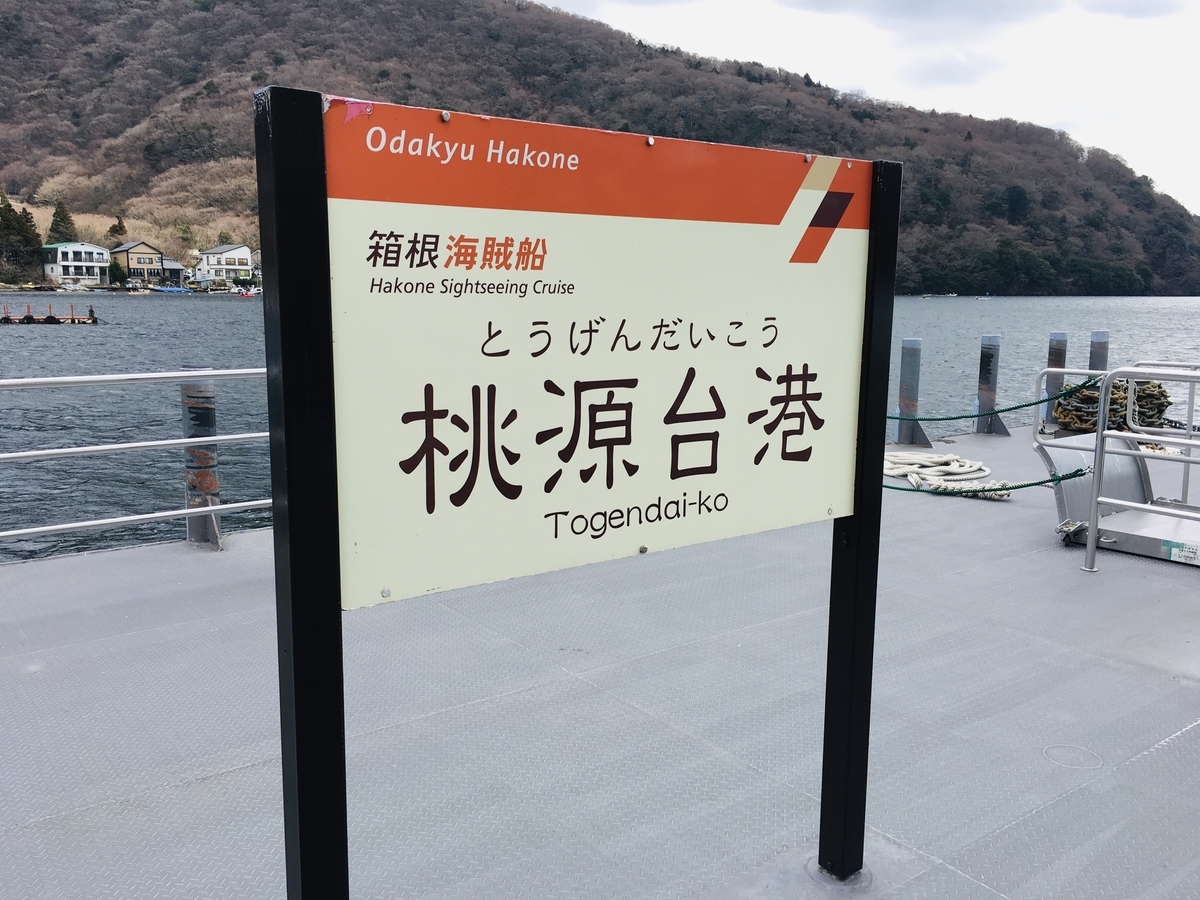 Odakyu Hakone
箱根海賊船
Hakone Sightseeing Cruise
とうげんだいこう
桃源台港
Togendai-ko